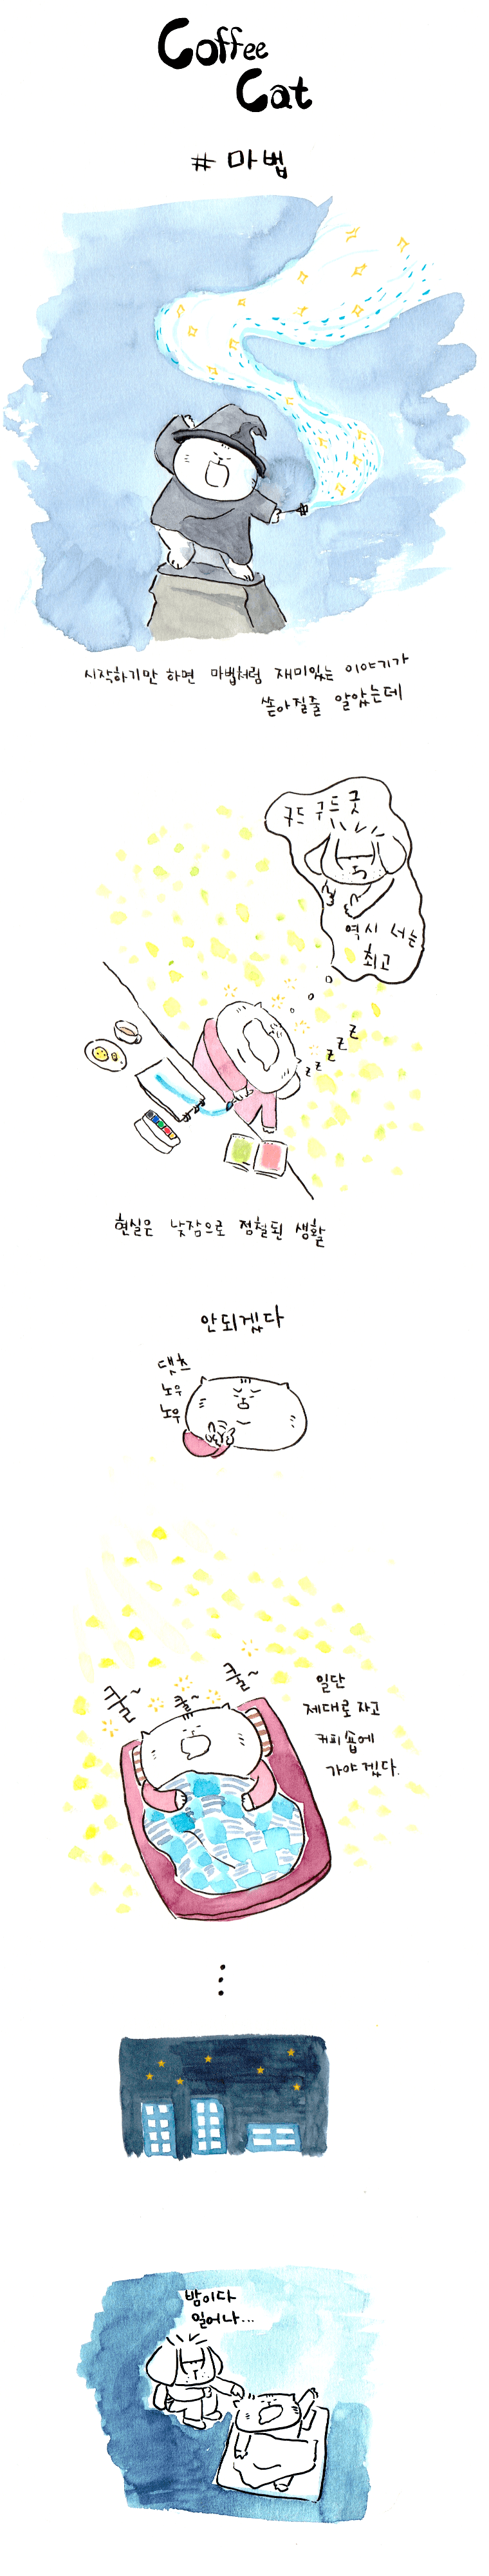 Coffee
Cat
# 마법
시작하기만 하면 마법처럼 재미있는 이야기가
쏟아질줄 알았는데
구드 구드 굿
역시 너는
최고
z z z z z
현실은 낮잠으로 점철된 생활
안되겠다
댓츠
노우
노우
쿨~
쿨
쿨~
일단
제대로 자고
커피숍에
가야겠다.
⋮
밤이다
일어나...